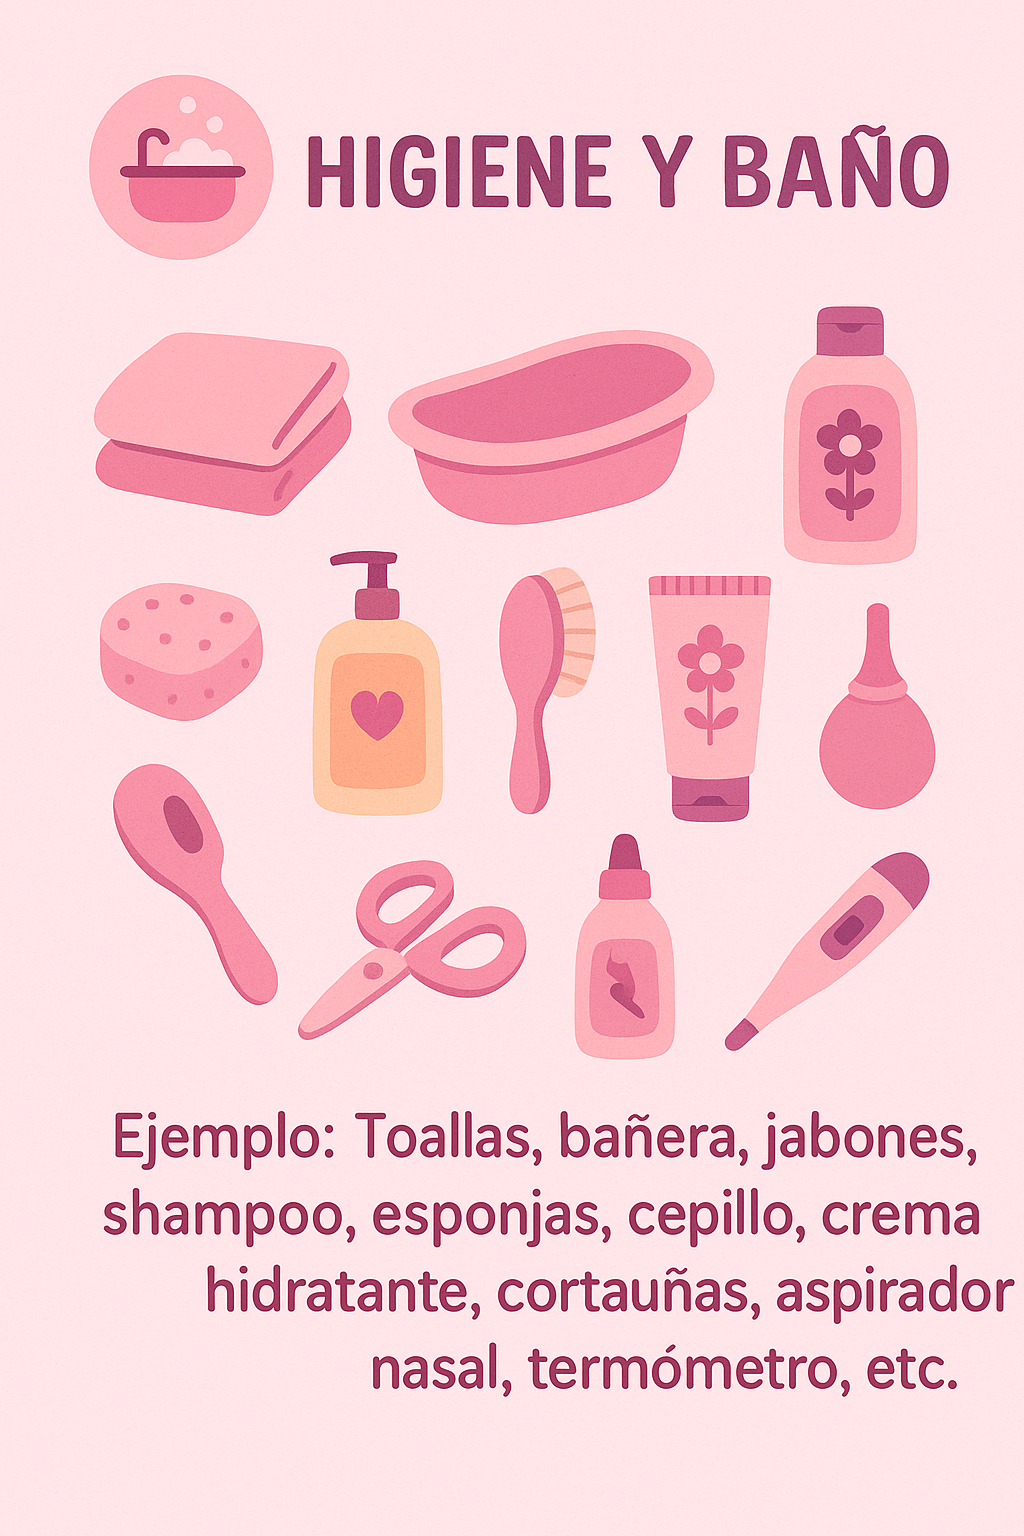 HIGIENE Y BAÑO
Ejemplo: Toallas, bañera, jabones,
shampoo, esponjas, cepillo, crema
hidratante, cortauñas, aspirador
nasal, termómetro, etc.